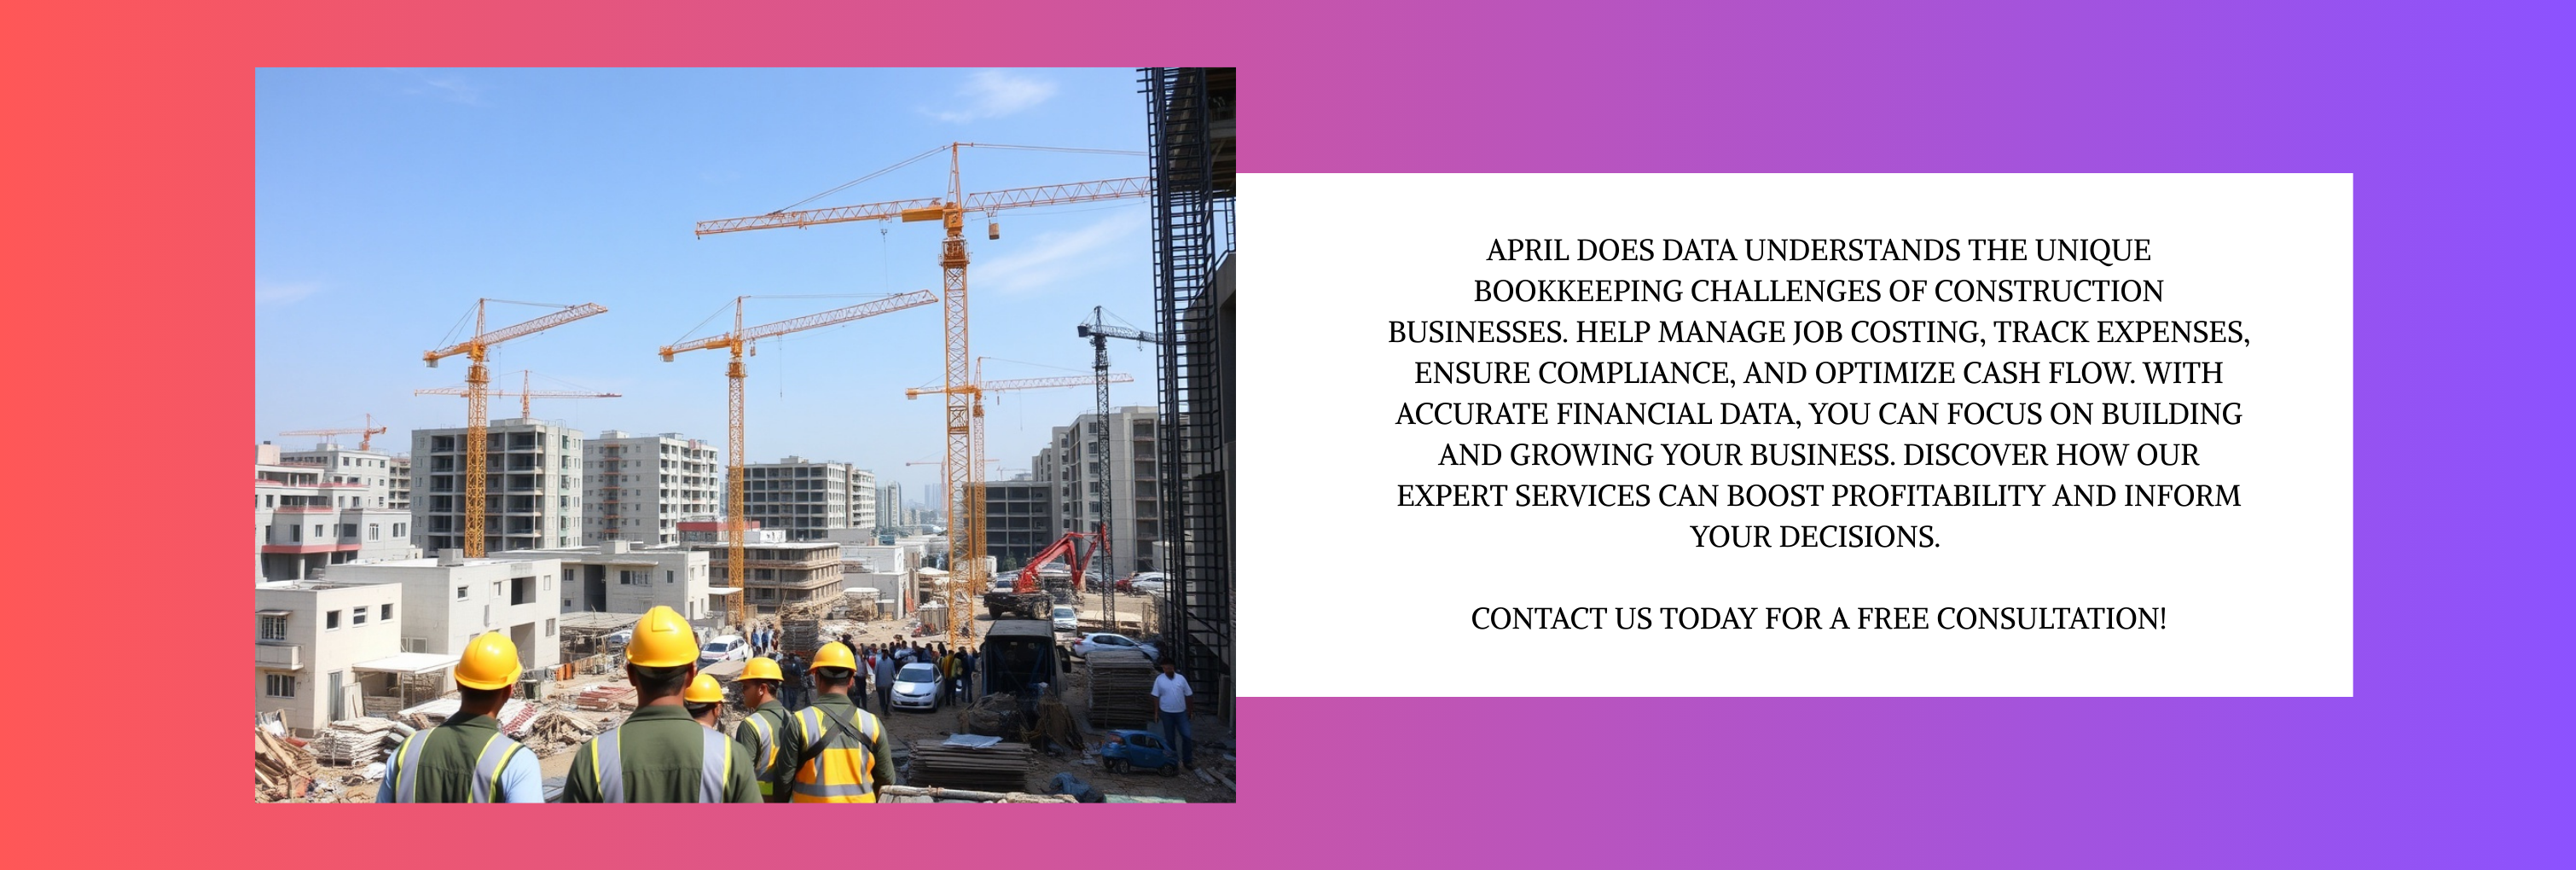 APRIL DOES DATA UNDERSTANDS THE UNIQUE
BOOKKEEPING CHALLENGES OF CONSTRUCTION
BUSINESSES. HELP MANAGE JOB COSTING, TRACK EXPENSES,
ENSURE COMPLIANCE, AND OPTIMIZE CASH FLOW. WITH
ACCURATE FINANCIAL DATA, YOU CAN FOCUS ON BUILDING
AND GROWING YOUR BUSINESS. DISCOVER HOW OUR
EXPERT SERVICES CAN BOOST PROFITABILITY AND INFORM
YOUR DECISIONS.
CONTACT US TODAY FOR A FREE CONSULTATION!